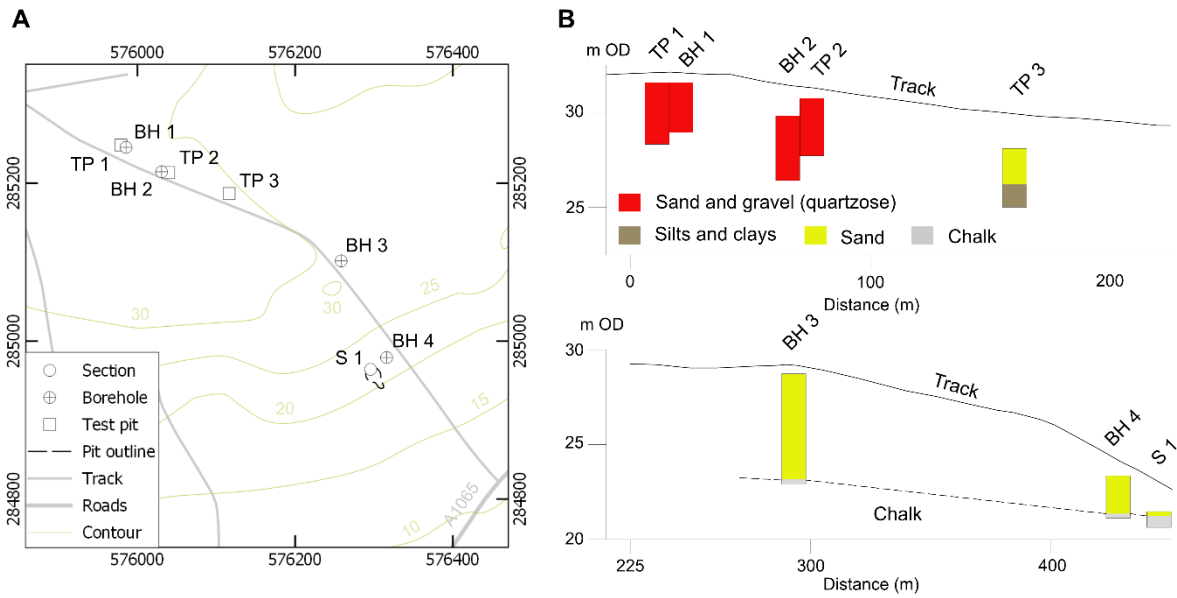 A
576000 576200 576400
BH 1
TP 1
TP 2
BH 2
TP 3
BH 3
285200
285200
30
30
25
BH 4
S 1
285000
285000
20
15
10
A1065
284800
284800
Section
Borehole
Test pit
Pit outline
Track
Roads
Contour
576000 576200 576400
B
m OD
TP 1
BH 1
BH 2
TP 2
TP 3
Track
30
25
Sand and gravel (quartzose)
Silts and clays Sand Chalk
0 100 200
Distance (m)
m OD
BH 3
30
Track
25
BH 4
S 1
Chalk
20
225 300 400
Distance (m)